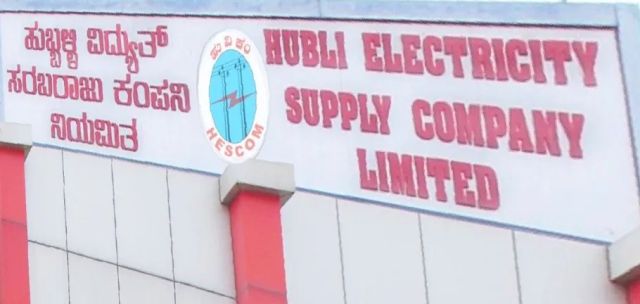 ಹುಬ್ಬಳ್ಳಿ ವಿದ್ಯುತ್
ಸರಬರಾಜು ಕಂಪನಿ
ನಿಯಮಿತ
ಹು ವಿ ಕಂ
HESCOM
HUBLI ELECTRICITY
SUPPLY COMPANY
LIMITED